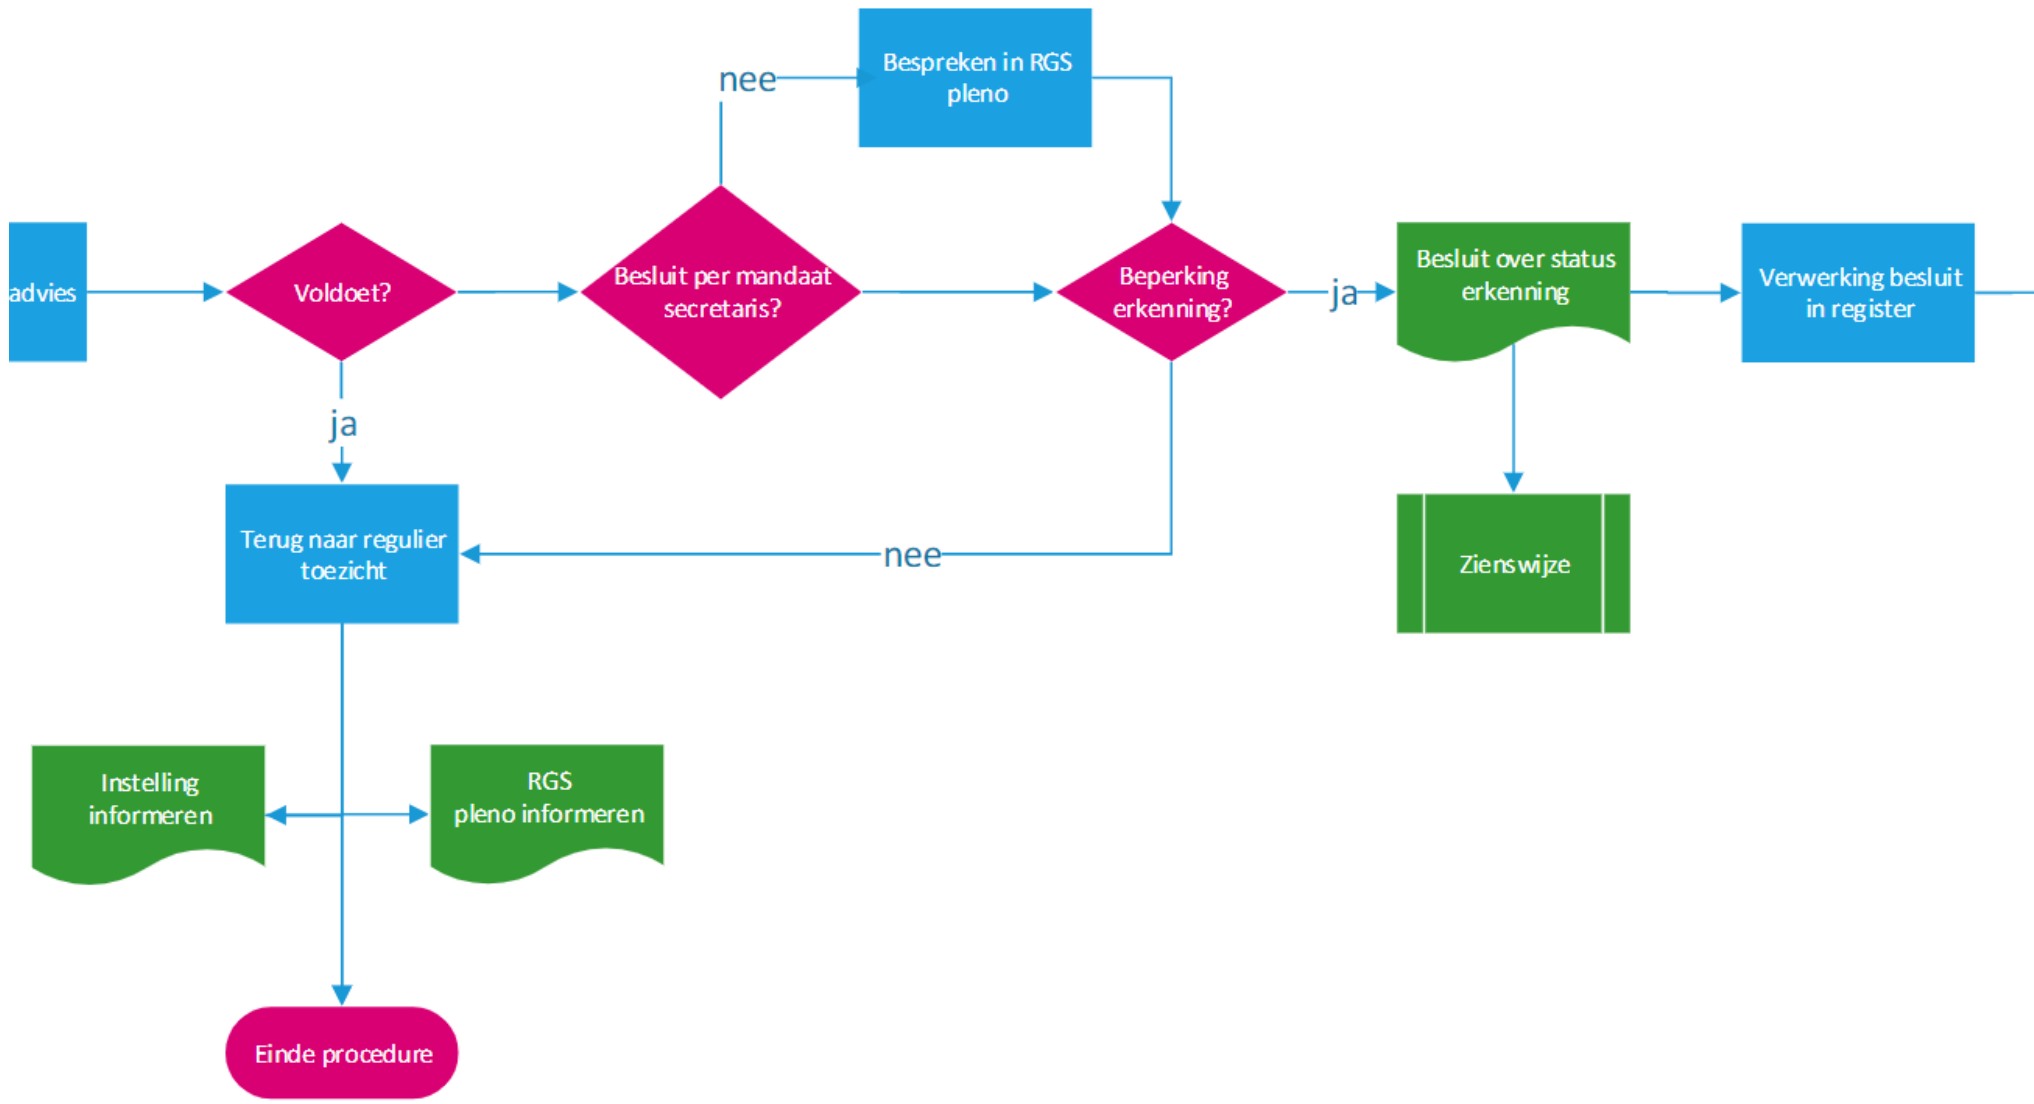 Bespreken in RGS
pleno
nee
advies
Voldoet?
Besluit per mandaat
secretaris?
Beperking
erkenning?
ja
Besluit over status
erkenning
Verwerking besluit
in register
ja
Terug naar regulier
toezicht
nee
Zienswijze
Instelling
informeren
RGS
pleno informeren
Einde procedure